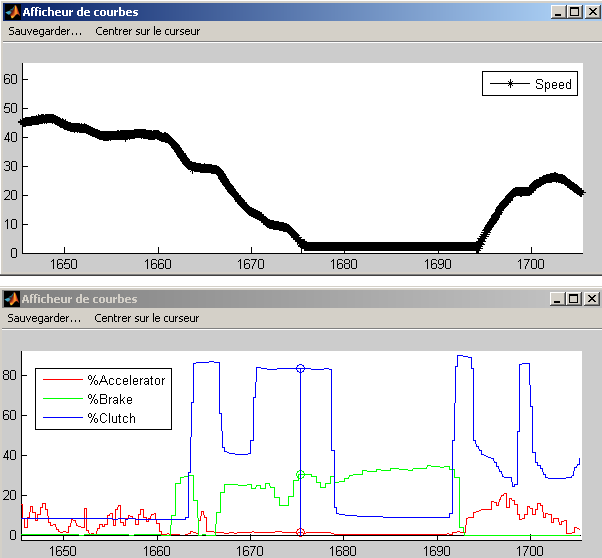 Afficheur de courbes
Sauvegarder... Centrer sur le curseur
60
50
40
30
20
10
0
Speed
1650 1660 1670 1680 1690 1700
Afficheur de courbes
Sauvegarder... Centrer sur le curseur
80
60
40
20
0
%Accelerator
%Brake
%Clutch
1650 1660 1670 1680 1690 1700